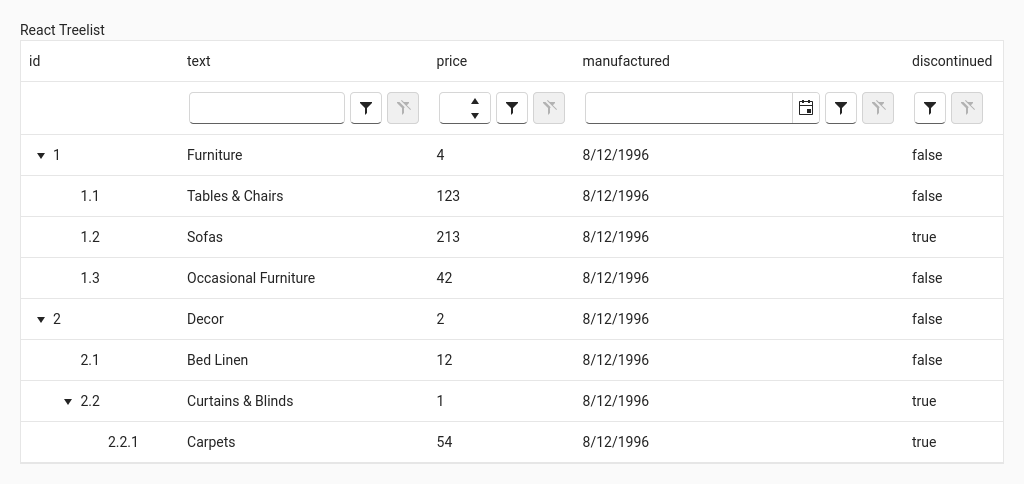 React Treelist
id text price manufactured discontinued
1 Furniture 4 8/12/1996 false
1.1 Tables & Chairs 123 8/12/1996 false
1.2 Sofas 213 8/12/1996 true
1.3 Occasional Furniture 42 8/12/1996 false
2 Decor 2 8/12/1996 false
2.1 Bed Linen 12 8/12/1996 false
2.2 Curtains & Blinds 1 8/12/1996 true
2.2.1 Carpets 54 8/12/1996 true